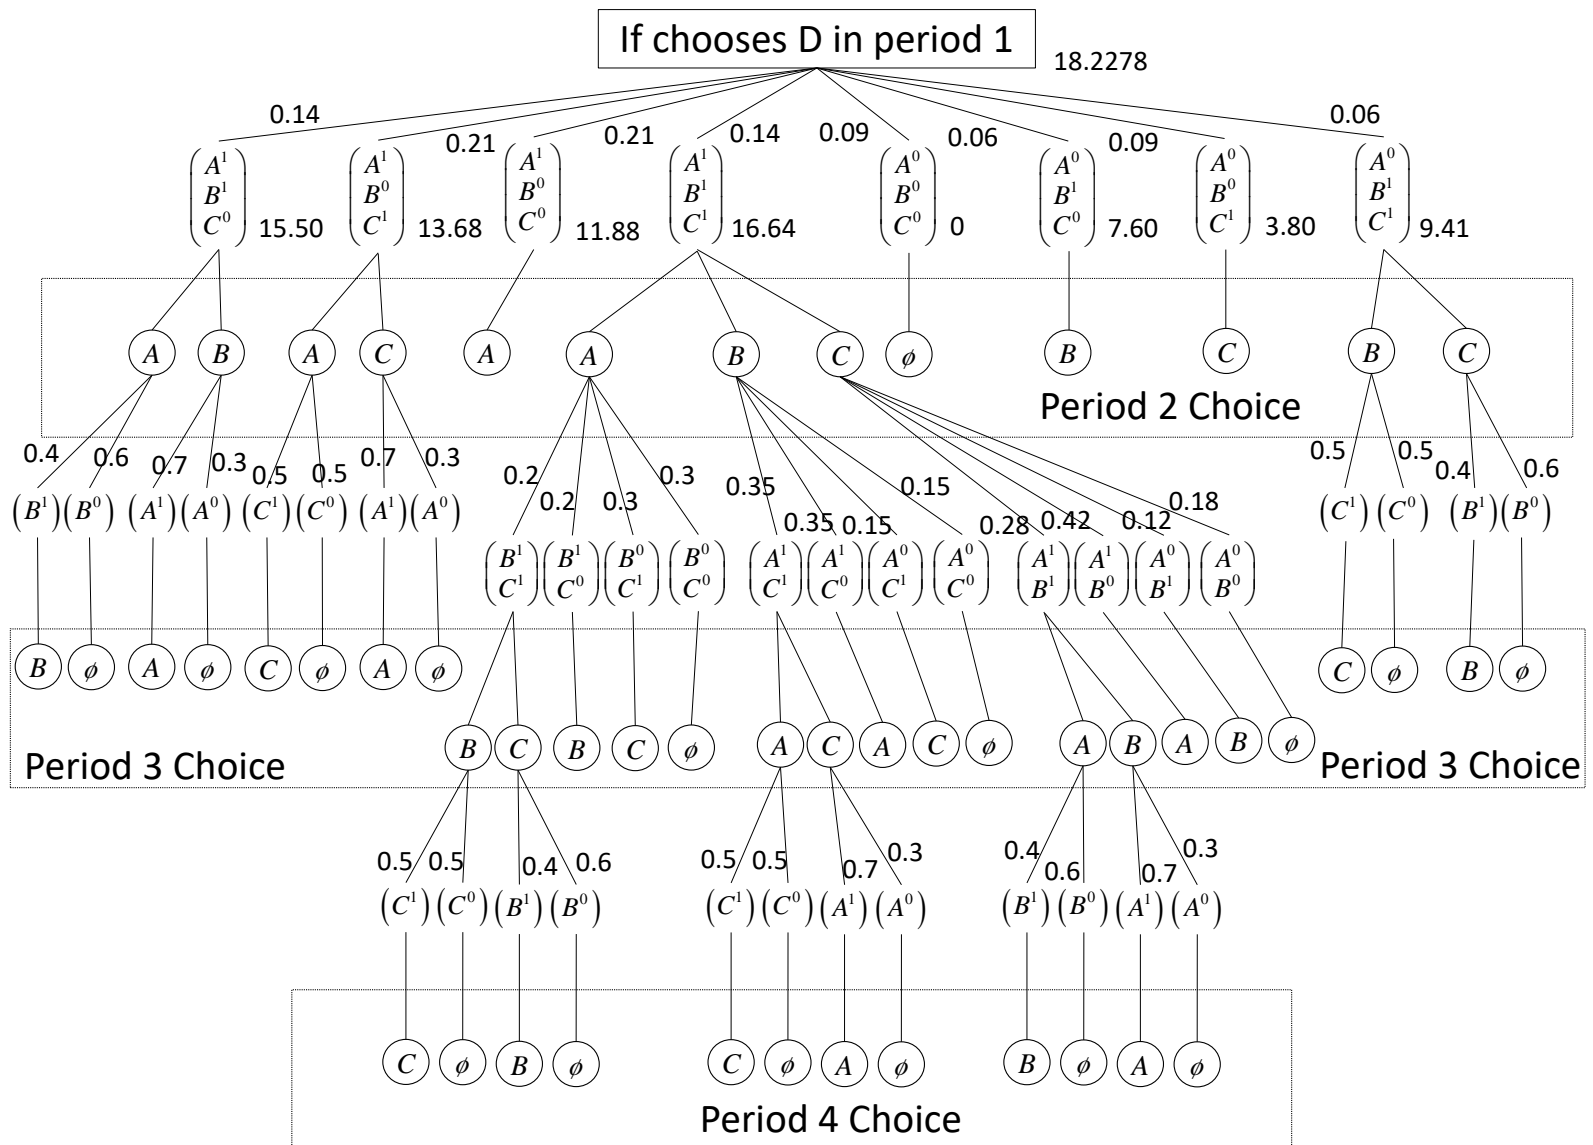 If chooses D in period 1
18.2278
0.14 0.21 0.21 0.14 0.09 0.06 0.09 0.06
A¹ A¹ A¹ A¹ A⁰ A⁰ A⁰ A⁰
B¹ B⁰ B⁰ B¹ B⁰ B¹ B⁰ B¹
C⁰ C¹ C⁰ C¹ C⁰ C⁰ C¹ C¹
15.50 13.68 11.88 16.64 0 7.60 3.80 9.41
A B A C A A B C ϕ B C B C
Period 2 Choice
0.4 0.6 0.7 0.3 0.5 0.5 0.7 0.3 0.2 0.2 0.3 0.3 0.35 0.35 0.15 0.15 0.28 0.42 0.12 0.18 0.5 0.5 0.4 0.6
(B¹) (B⁰) (A¹) (A⁰) (C¹) (C⁰) (A¹) (A⁰) (C¹) (C⁰) (B¹) (B⁰)
B¹ B¹ B⁰ B⁰ A¹ A¹ A⁰ A⁰ A¹ A¹ A⁰ A⁰
C¹ C⁰ C¹ C⁰ C¹ C⁰ C¹ C⁰ B¹ B⁰ B¹ B⁰
B ϕ A ϕ C ϕ A ϕ C ϕ B ϕ
B C B C ϕ A C A C ϕ A B A B ϕ
Period 3 Choice Period 3 Choice
0.5 0.5 0.4 0.6 0.5 0.5 0.7 0.3 0.4 0.6 0.7 0.3
(C¹) (C⁰) (B¹) (B⁰) (C¹) (C⁰) (A¹) (A⁰) (B¹) (B⁰) (A¹) (A⁰)
C ϕ B ϕ C ϕ A ϕ B ϕ A ϕ
Period 4 Choice